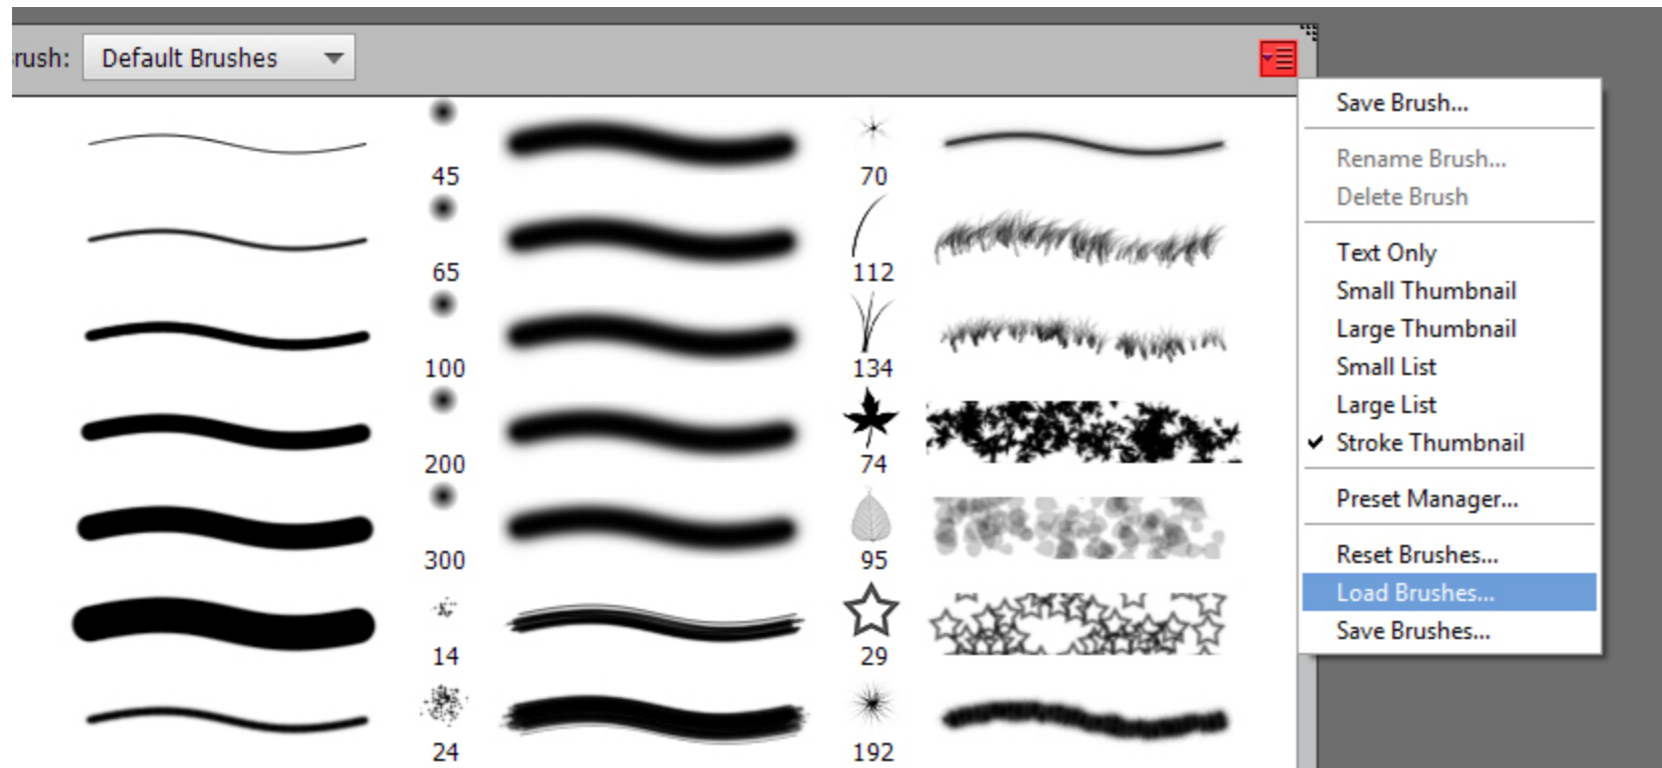 rush:
Default Brushes
45
70
65
112
100
134
200
74
300
95
14
29
24
192
Save Brush...
Rename Brush...
Delete Brush
Text Only
Small Thumbnail
Large Thumbnail
Small List
Large List
Stroke Thumbnail
Preset Manager...
Reset Brushes...
Load Brushes...
Save Brushes...